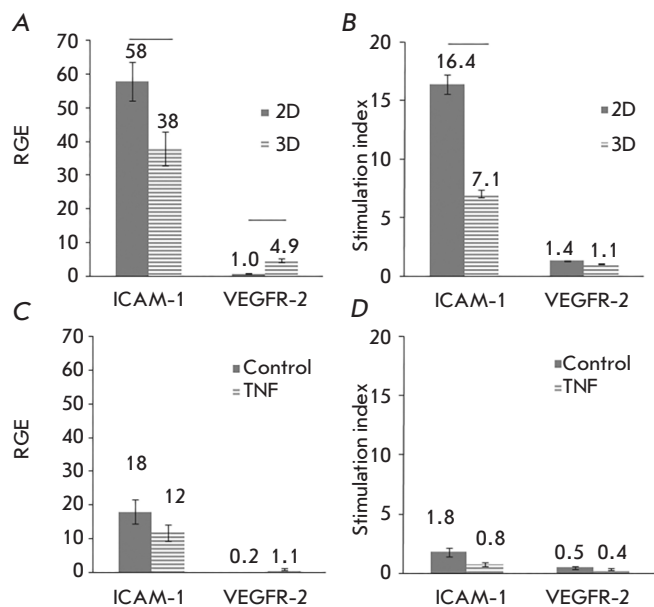 A
70
60
50
40
30
20
10
0
RGE
58
38
1.0
4.9
2D
3D
ICAM-1 VEGFR-2
B
20
15
10
5
0
Stimulation index
16.4
7.1
1.4
1.1
2D
3D
ICAM-1 VEGFR-2
C
70
60
50
40
30
20
10
0
RGE
18
12
0.2
1.1
Control
TNF
ICAM-1 VEGFR-2
D
20
15
10
5
0
Stimulation index
1.8
0.8
0.5
0.4
Control
TNF
ICAM-1 VEGFR-2